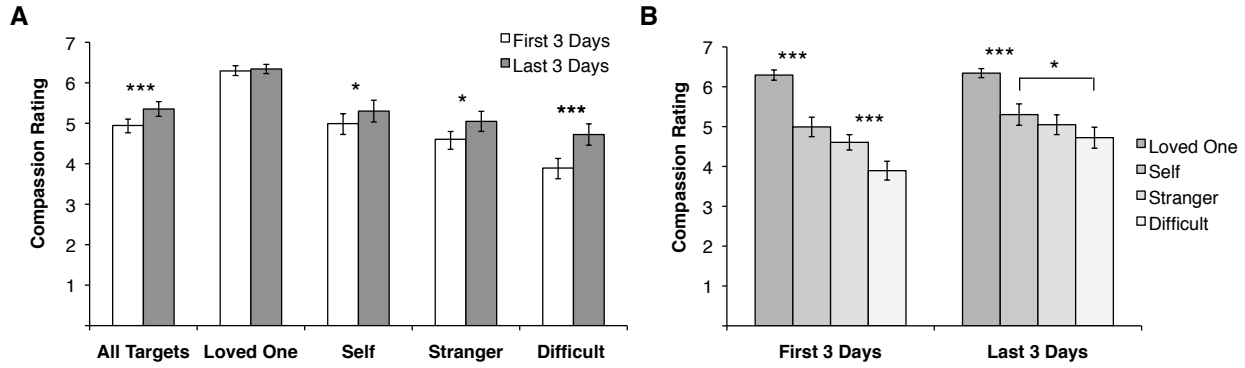 A
Compassion Rating
7
6
5
4
3
2
1
First 3 Days
Last 3 Days
***
*
*
***
All Targets
Loved One
Self
Stranger
Difficult
B
Compassion Rating
7
6
5
4
3
2
1
***
***
***
*
Loved One
Self
Stranger
Difficult
First 3 Days
Last 3 Days